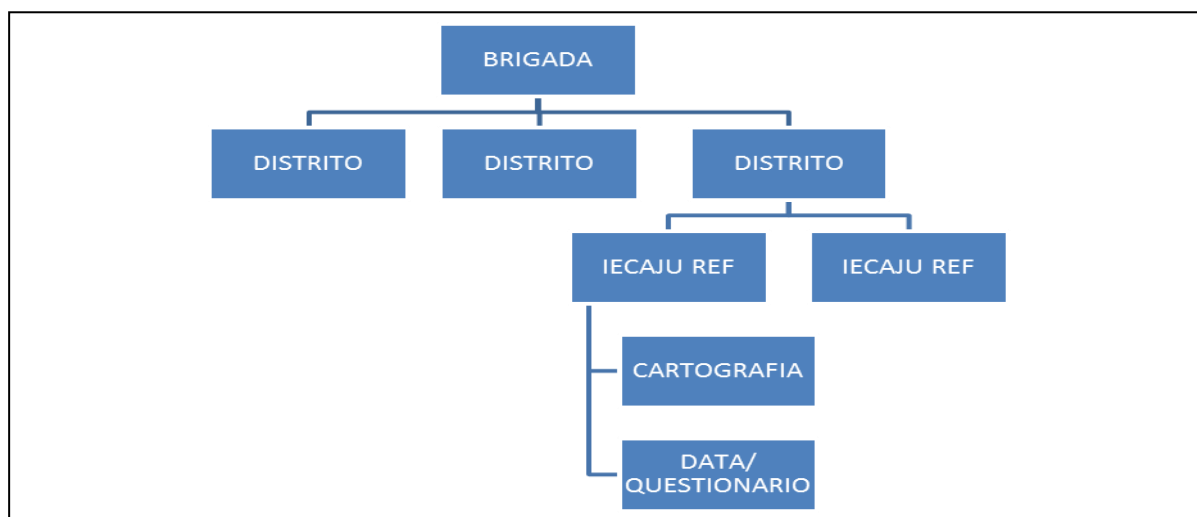 BRIGADA
DISTRITO
DISTRITO
DISTRITO
IECAJU REF
IECAJU REF
CARTOGRAFIA
DATA/
QUESTIONARIO